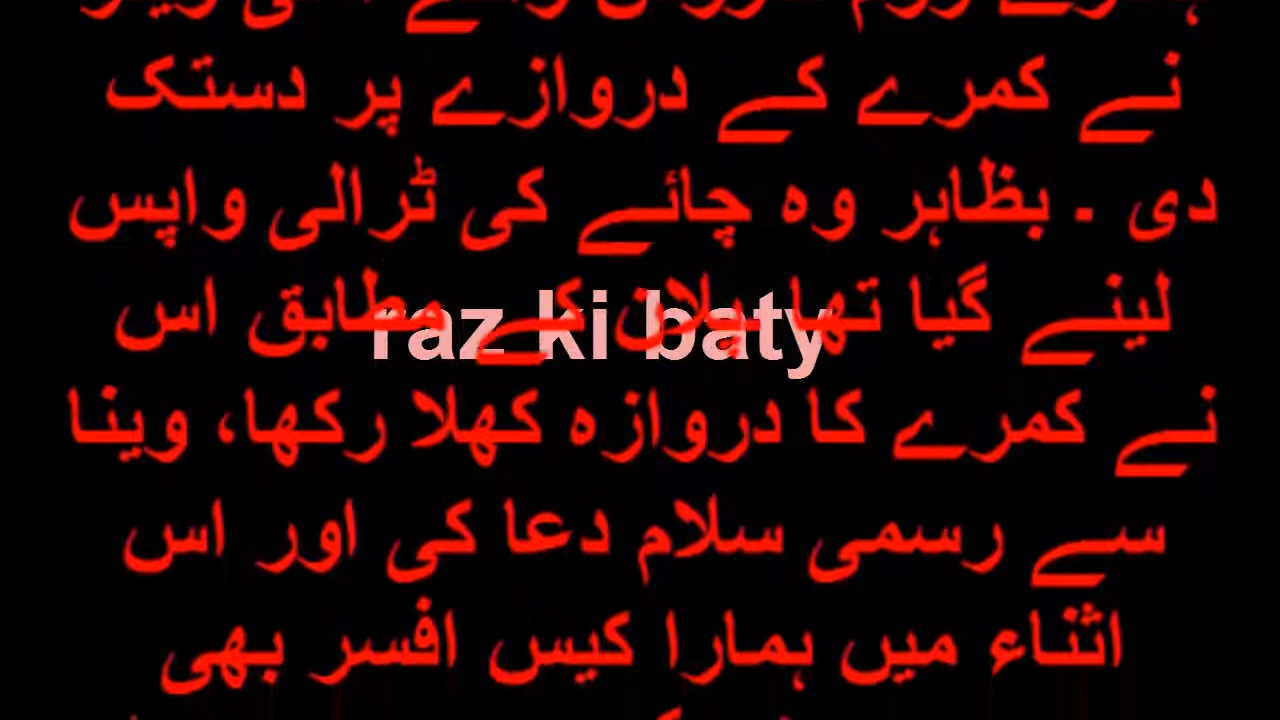 نے کمرے کے دروازے پر دستک
دی ۔ بظاہر وہ چائے کی ٹرالی واپس
لینے گیا تھا پلان کے مطابق اس
raz ki baty
نے کمرے کا دروازہ کھلا رکھا، وینا
سے رسمی سلام دعا کی اور اس
اثناء میں ہمارا کیس افسر بھی